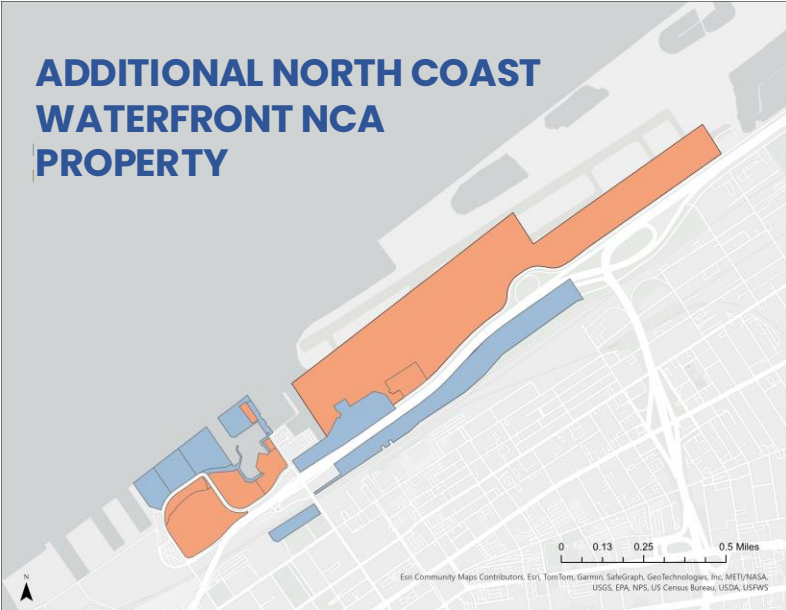 ADDITIONAL NORTH COAST
WATERFRONT NCA
PROPERTY
0 0.13 0.25 0.5 Miles
Esri Community Maps Contributors, Esri, TomTom, Garmin, SafeGraph, GeoTechnologies, Inc, METI/NASA,
USGS, EPA, NPS, US Census Bureau, USDA, USFWS
N